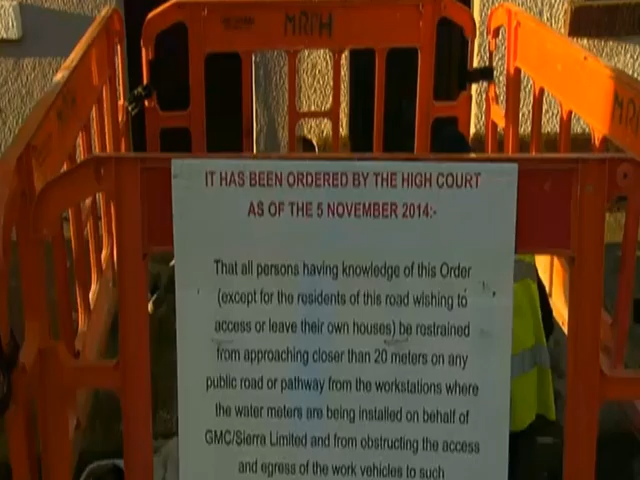 MRPH
MRPH
MRPH
IT HAS BEEN ORDERED BY THE HIGH COURT
AS OF THE 5 NOVEMBER 2014:-
That all persons having knowledge of this Order
(except for the residents of this road wishing to
access or leave their own houses) be rostrained
from approaching closer than 20 meters on any
public road or pathway from the workstations where
the water meters are being installed on behalf of
GMC/Sierra Limited and from obstructing the access
and egress of the work vehicles to such